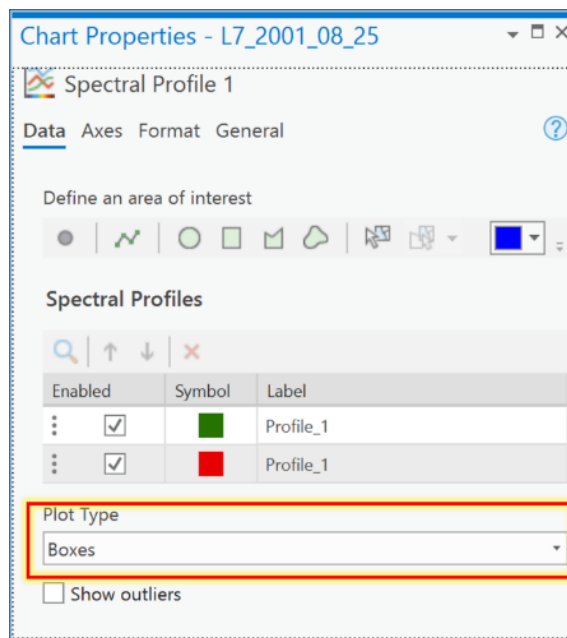 Chart Properties - L7_2001_08_25
Spectral Profile 1
Data Axes Format General
Define an area of interest
Spectral Profiles
Enabled Symbol Label
Profile_1
Profile_1
Plot Type
Boxes
Show outliers